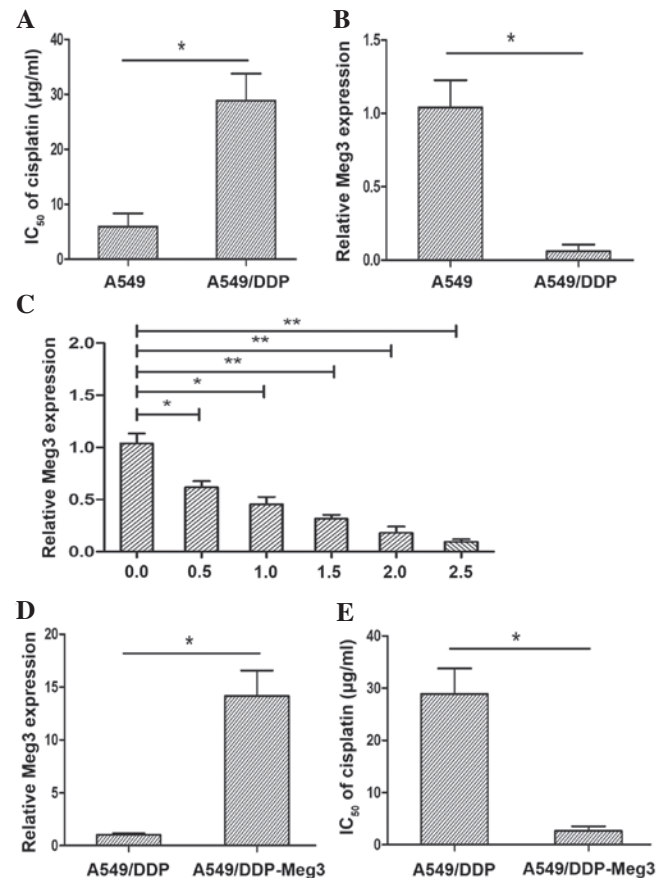 A
IC50 of cisplatin (µg/ml)
40
30
20
10
0
*
A549
A549/DDP
B
Relative Meg3 expression
1.5
1.0
0.5
0.0
*
A549
A549/DDP
C
Relative Meg3 expression
2.0
1.5
1.0
0.5
0.0
**
**
**
*
*
0.0 0.5 1.0 1.5 2.0 2.5
D
Relative Meg3 expression
20
15
10
5
0
*
A549/DDP
A549/DDP-Meg3
E
IC50 of cisplatin (µg/ml)
40
30
20
10
0
*
A549/DDP
A549/DDP-Meg3